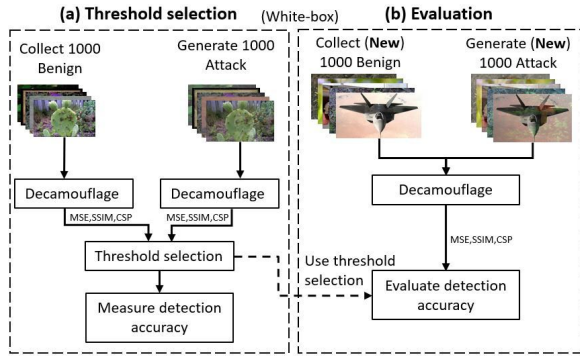 (a) Threshold selection
(White-box)
(b) Evaluation
Collect 1000
Benign
Generate 1000
Attack
Collect (New)
1000 Benign
Generate (New)
1000 Attack
Decamouflage
Decamouflage
Decamouflage
MSE,SSIM,CSP
MSE,SSIM,CSP
MSE,SSIM,CSP
Threshold selection
Use threshold
selection
Measure detection
accuracy
Evaluate detection
accuracy